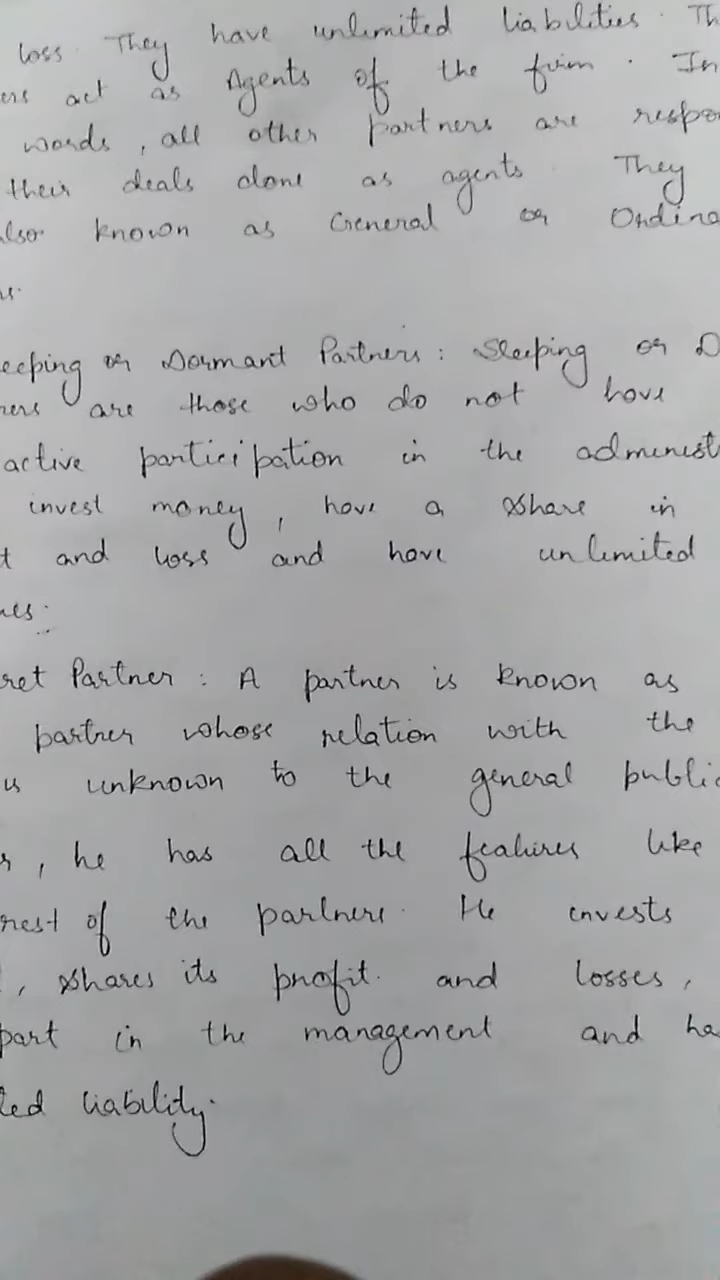 loss. They have unlimited liabilities. Th
ers act as Agents of the firm. In
words, all other partners are respo
their deals done as agents. They
also known as General or Ordina
rs.
eeping or Dormant Partners : Sleeping or D
ners are those who do not have
active participation in the administ
invest money, have a share in
t and loss and have unlimited
ies.
ret Partner : A partner is known as
partner whose relation with the
is unknown to the general public
r, he has all the features like
rest of the partners. He invests
, shares its profit and losses,
part in the management and ha
ted liability.